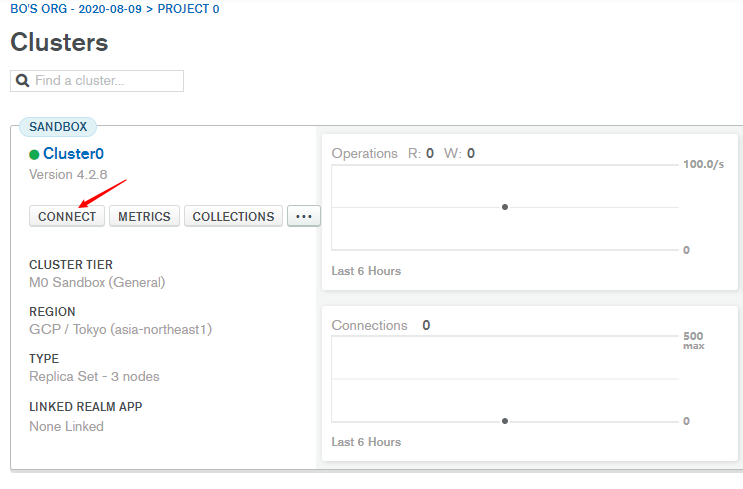 BO'S ORG - 2020-08-09 > PROJECT 0
Clusters
Find a cluster...
SANDBOX
Cluster0
Version 4.2.8
CONNECT METRICS COLLECTIONS ...
CLUSTER TIER
M0 Sandbox (General)
REGION
GCP / Tokyo (asia-northeast1)
TYPE
Replica Set - 3 nodes
LINKED REALM APP
None Linked
Operations R: 0 W: 0
100.0/s
0
Last 6 Hours
Connections 0
500
max
0
Last 6 Hours